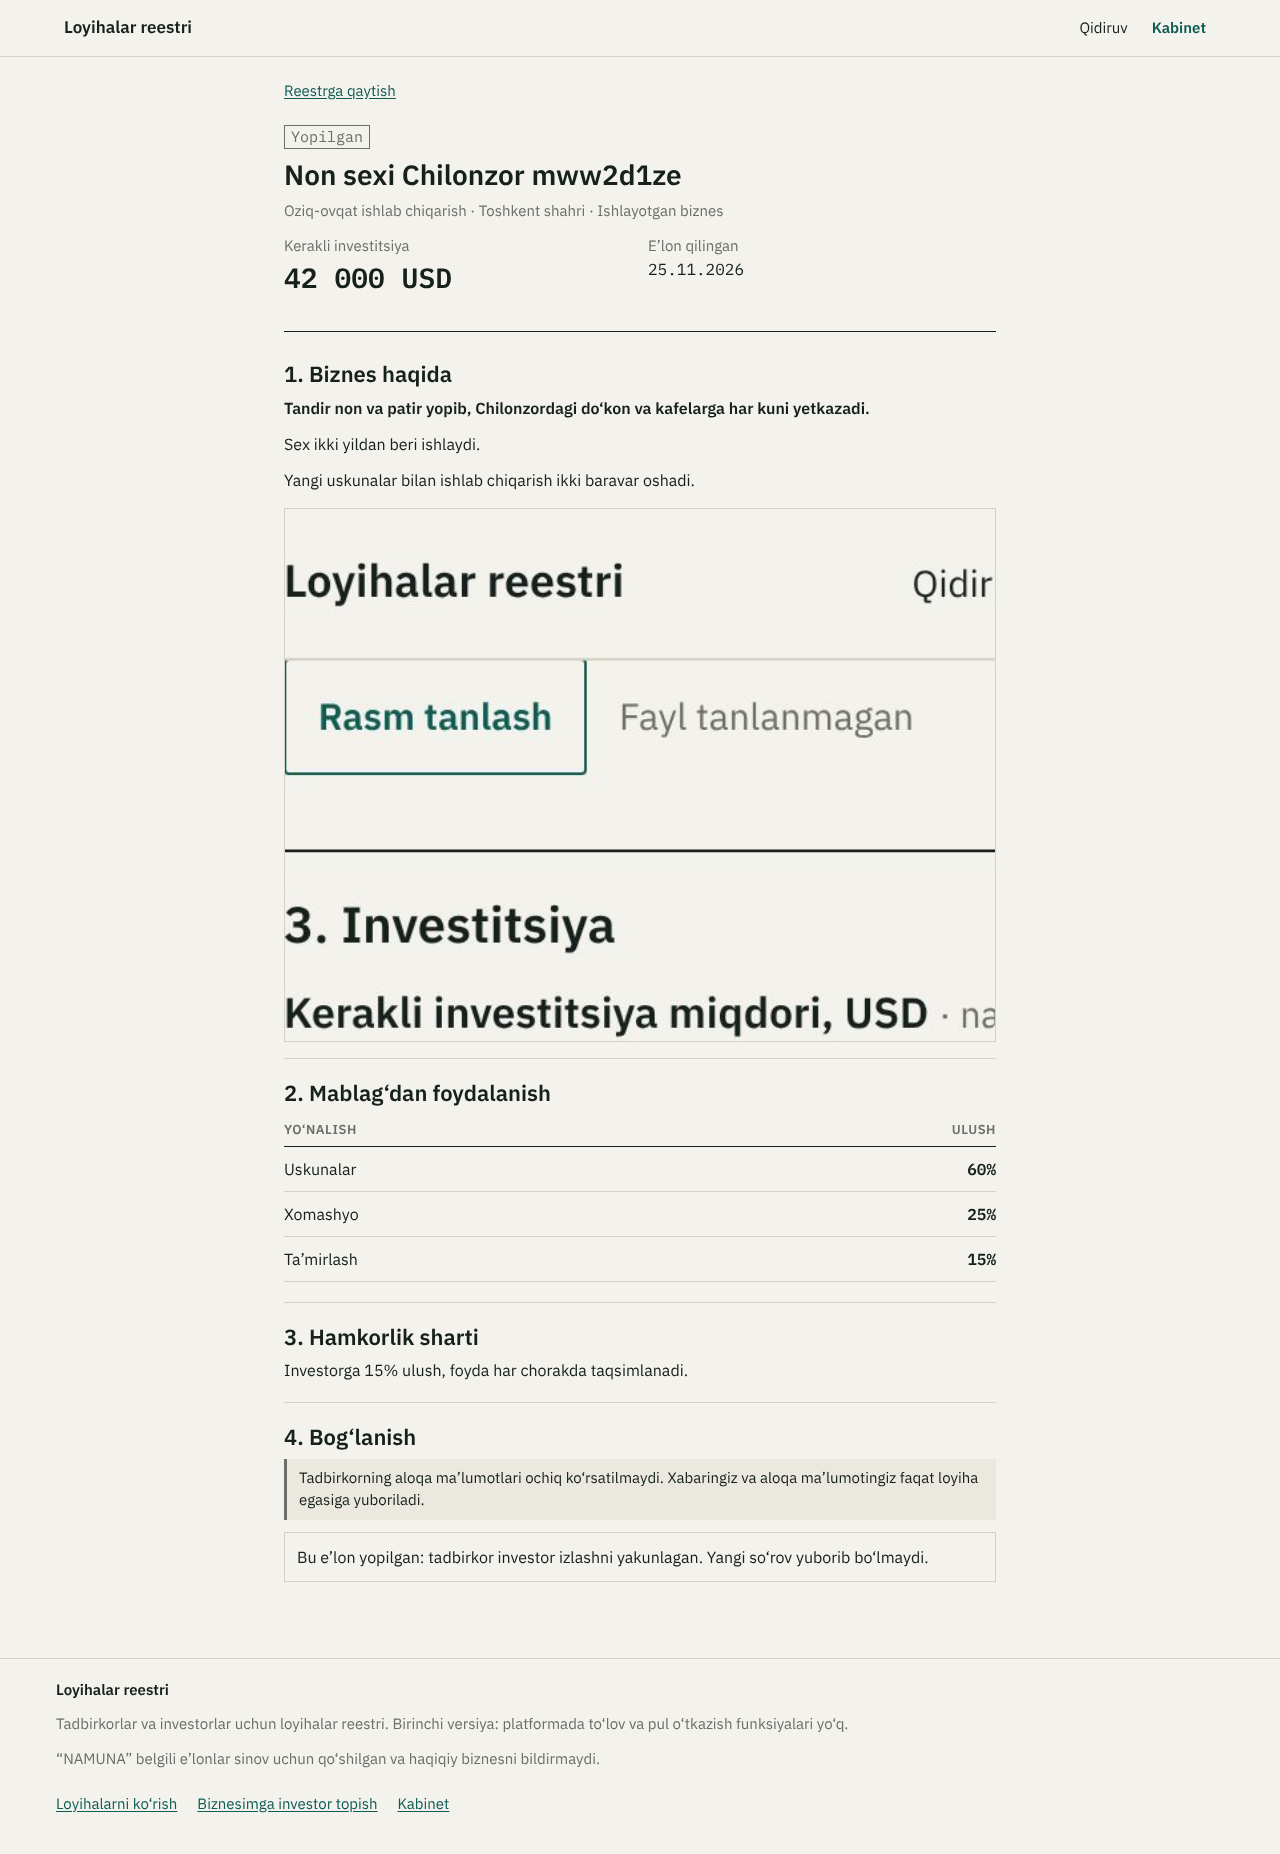 Loyihalar reestri
Qidiruv
Kabinet
Reestrga qaytish
Yopilgan
Non sexi Chilonzor mww2d1ze
Oziq-ovqat ishlab chiqarish · Toshkent shahri · Ishlayotgan biznes
Kerakli investitsiya
42 000 USD
E’lon qilingan
25.11.2026
1. Biznes haqida
Tandir non va patir yopib, Chilonzordagi do‘kon va kafelarga har kuni yetkazadi.
Sex ikki yildan beri ishlaydi.
Yangi uskunalar bilan ishlab chiqarish ikki baravar oshadi.
Loyihalar reestri
Qidir
Rasm tanlash
Fayl tanlanmagan
3. Investitsiya
Kerakli investitsiya miqdori, USD · na
2. Mablag‘dan foydalanish
YO‘NALISH ULUSH
Uskunalar 60%
Xomashyo 25%
Ta’mirlash 15%
3. Hamkorlik sharti
Investorga 15% ulush, foyda har chorakda taqsimlanadi.
4. Bog‘lanish
Tadbirkorning aloqa ma’lumotlari ochiq ko‘rsatilmaydi. Xabaringiz va aloqa ma’lumotingiz faqat loyiha
egasiga yuboriladi.
Bu e’lon yopilgan: tadbirkor investor izlashni yakunlagan. Yangi so‘rov yuborib bo‘lmaydi.
Loyihalar reestri
Tadbirkorlar va investorlar uchun loyihalar reestri. Birinchi versiya: platformada to‘lov va pul o‘tkazish funksiyalari yo‘q.
“NAMUNA” belgili e’lonlar sinov uchun qo‘shilgan va haqiqiy biznesni bildirmaydi.
Loyihalarni ko‘rish
Biznesimga investor topish
Kabinet